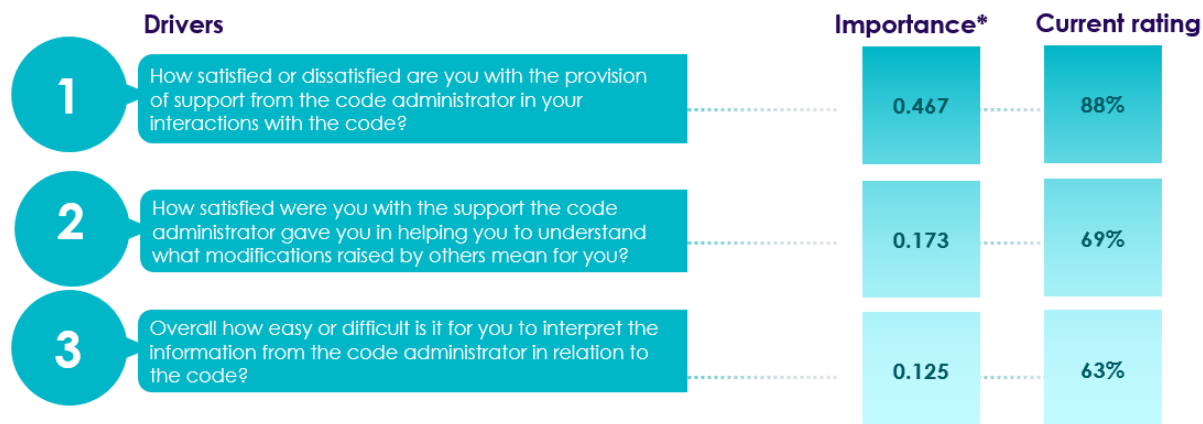 Drivers
Importance*
Current rating
1
How satisfied or dissatisfied are you with the provision
of support from the code administrator in your
interactions with the code?
0.467
88%
2
How satisfied were you with the support the code
administrator gave you in helping you to understand
what modifications raised by others mean for you?
0.173
69%
3
Overall how easy or difficult is it for you to interpret the
information from the code administrator in relation to
the code?
0.125
63%